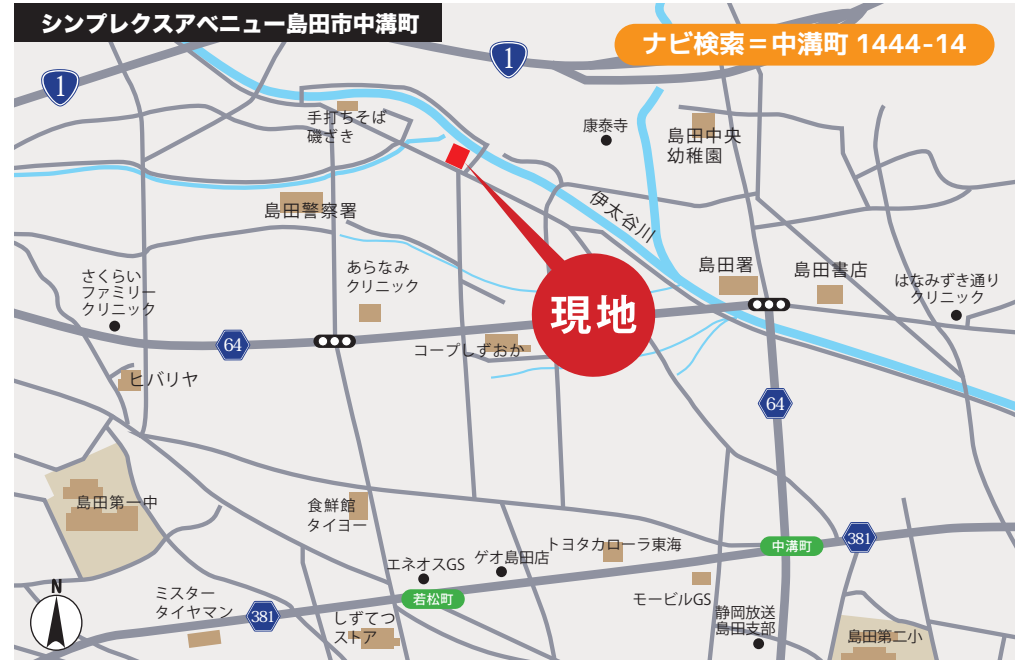 シンプレクスアベニュー島田市中溝町
ナビ検索＝中溝町 1444-14
1
1
手打ちそば
磯ざき
康泰寺
島田中央
幼稚園
島田警察署
伊太谷川
さくらい
ファミリー
クリニック
あらなみ
クリニック
島田署
島田書店
はなみずき通り
クリニック
現地
64
コープしずおか
ヒバリヤ
64
島田第一中
食鮮館
タイヨー
トヨタカローラ東海
中溝町
381
エネオスGS
ゲオ島田店
N
ミスター
タイヤマン
381
若松町
しずてつ
ストア
モービルGS
静岡放送
島田支部
島田第二小